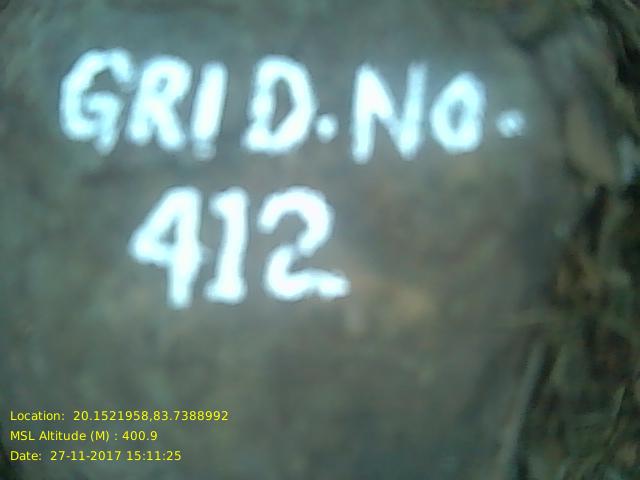 GRID.No.
412
Location: 20.1521958,83.7388992
MSL Altitude (M) : 400.9
Date: 27-11-2017 15:11:25